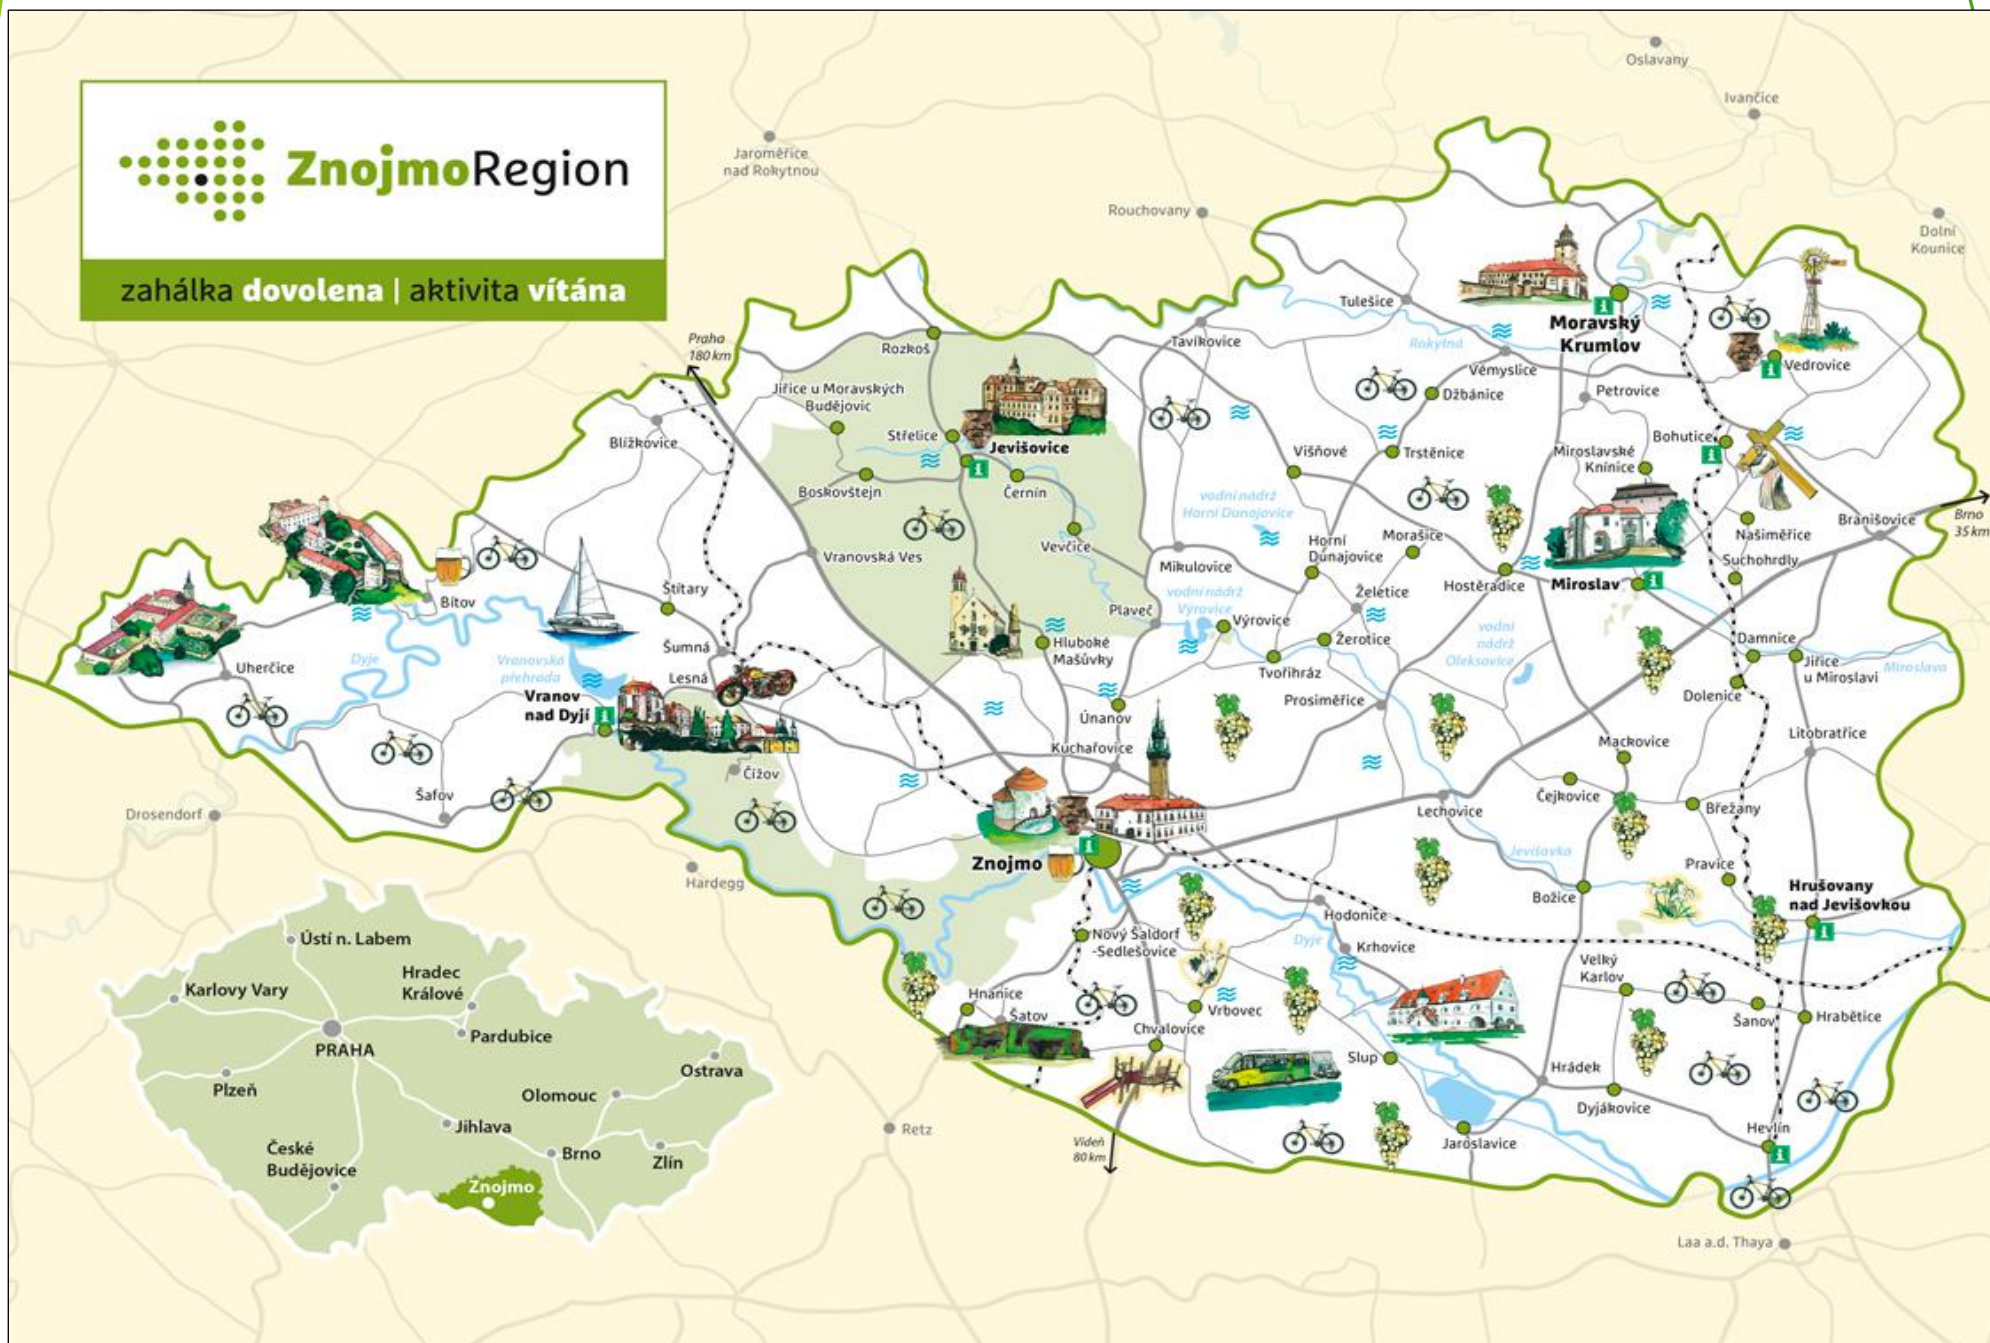 Oslavany
Ivančice
Jaroměřice
nad Rokytnou
Rouchovany
Dolní
Kounice
ZnojmoRegion
zahálka dovolena | aktivita vítána
Praha
180 km
Rozkoš
Tavíkovice
Tulešice
Moravský
Krumlov
Rokytná
Vémyslice
Vedrovice
Jiřice u Moravských
Budějovic
Střelice
Jevišovice
Džbánice
Petrovice
Blížkovice
Boskovštejn
Černín
Višňové
Trstěnice
Miroslavské
Knínice
Bohutice
vodní nádrž
Horní Dunajovice
Branišovice
Brno
35 km
Vranovská Ves
Vevčice
Mikulovice
Horní
Dunajovice
Morašice
Hostěradice
Miroslav
Našiměřice
Suchohrdly
Bítov
Štítary
Plaveč
vodní nádrž
Výrovice
Výrovice
Želetice
Žerotice
vodní
nádrž
Oleksovice
Damnice
Uherčice
Dyje
Vranovská
přehrada
Šumná
Lesná
Hluboké
Mašůvky
Tvořihráz
Jiřice
u Miroslavi
Miroslava
Vranov
nad Dyjí
Únanov
Prosiměřice
Dolenice
Kuchařovice
Mackovice
Litobratřice
Čížov
Šafov
Čejkovice
Břežany
Lechovice
Drosendorf
Hardegg
Znojmo
Jevišovka
Pravice
Božice
Hrušovany
nad Jevišovkou
Hodonice
Nový Šaldorf
-Sedlešovice
Dyje
Krhovice
Velký
Karlov
Hnanice
Šatov
Vrbovec
Chvalovice
Šanov
Hrabětice
Slup
Hrádek
Dyjákovice
Jaroslavice
Hevlín
Retz
Vídeň
80 km
Laa a.d. Thaya
Ústí n. Labem
Karlovy Vary
Hradec
Králové
PRAHA
Pardubice
Plzeň
Ostrava
Olomouc
Jihlava
České
Budějovice
Brno
Zlín
Znojmo